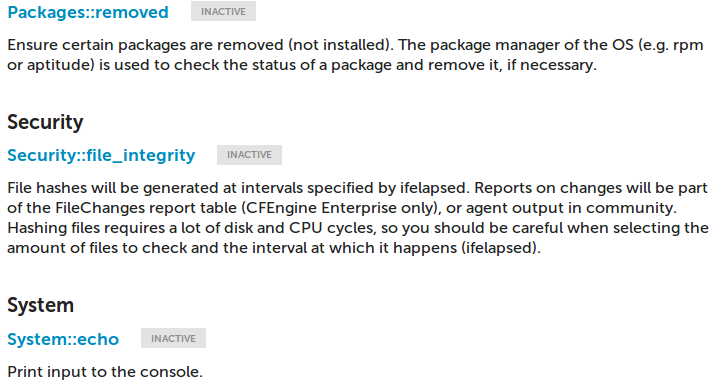 Packages::removed INACTIVE
Ensure certain packages are removed (not installed). The package manager of the OS (e.g. rpm
or aptitude) is used to check the status of a package and remove it, if necessary.
Security
Security::file_integrity INACTIVE
File hashes will be generated at intervals specified by ifelapsed. Reports on changes will be part
of the FileChanges report table (CFEngine Enterprise only), or agent output in community.
Hashing files requires a lot of disk and CPU cycles, so you should be careful when selecting the
amount of files to check and the interval at which it happens (ifelapsed).
System
System::echo INACTIVE
Print input to the console.